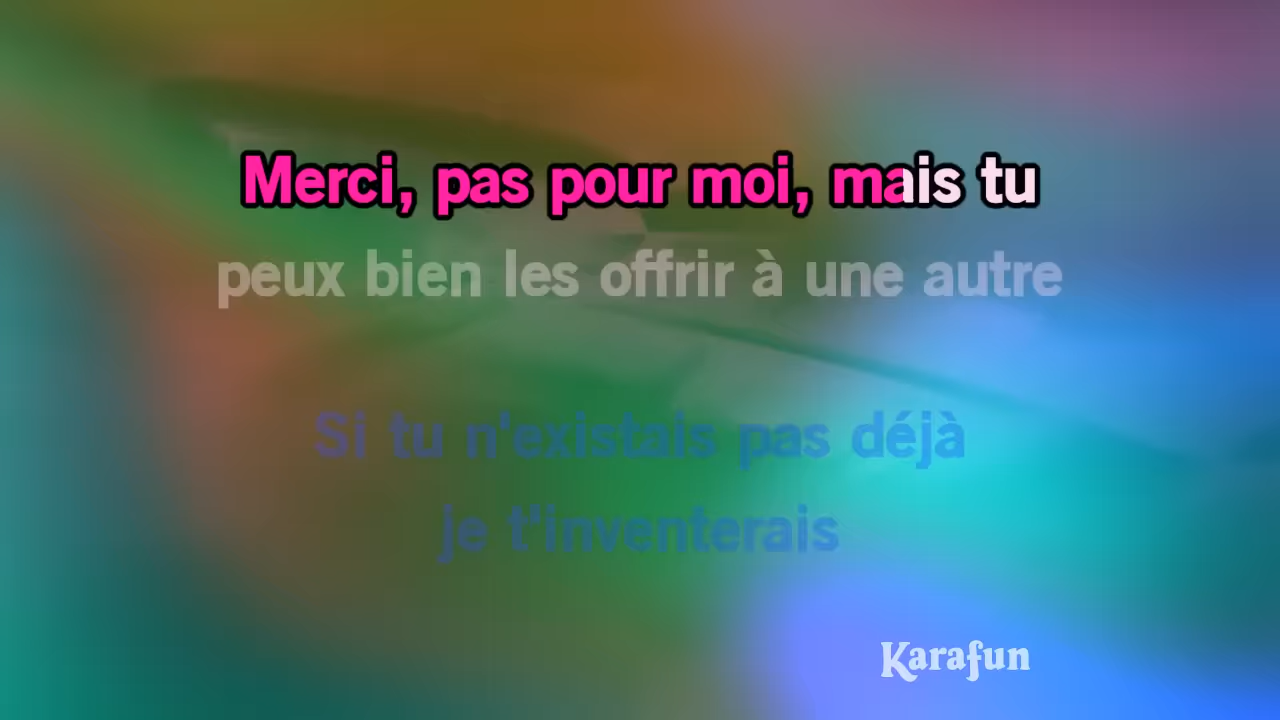 Merci, pas pour moi, mais tu
peux bien les offrir à une autre
Si tu n'existais pas déjà
je t'inventerais
Karafun